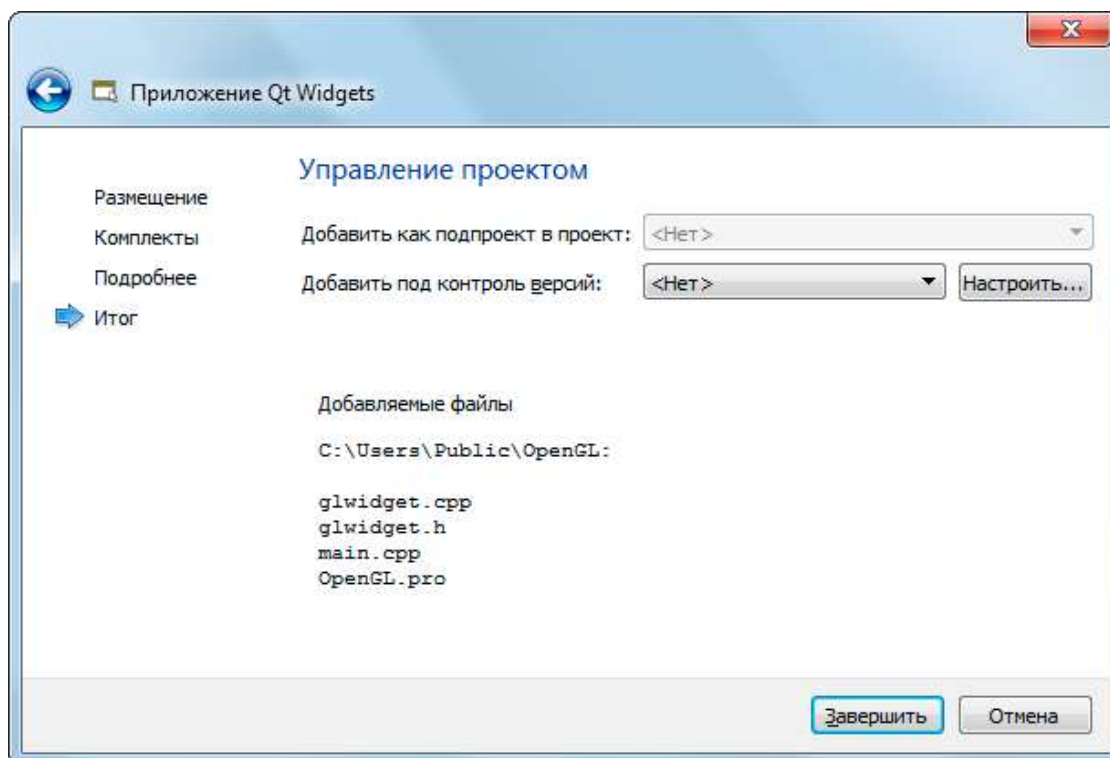 Приложение Qt Widgets
Управление проектом
Размещение
Комплекты
Подробнее
Итог
Добавить как подпроект в проект:
<Нет>
Добавить под контроль версий:
<Нет>
Настроить...
Добавляемые файлы
C:\Users\Public\OpenGL:
glwidget.cpp
glwidget.h
main.cpp
OpenGL.pro
Завершить
Отмена